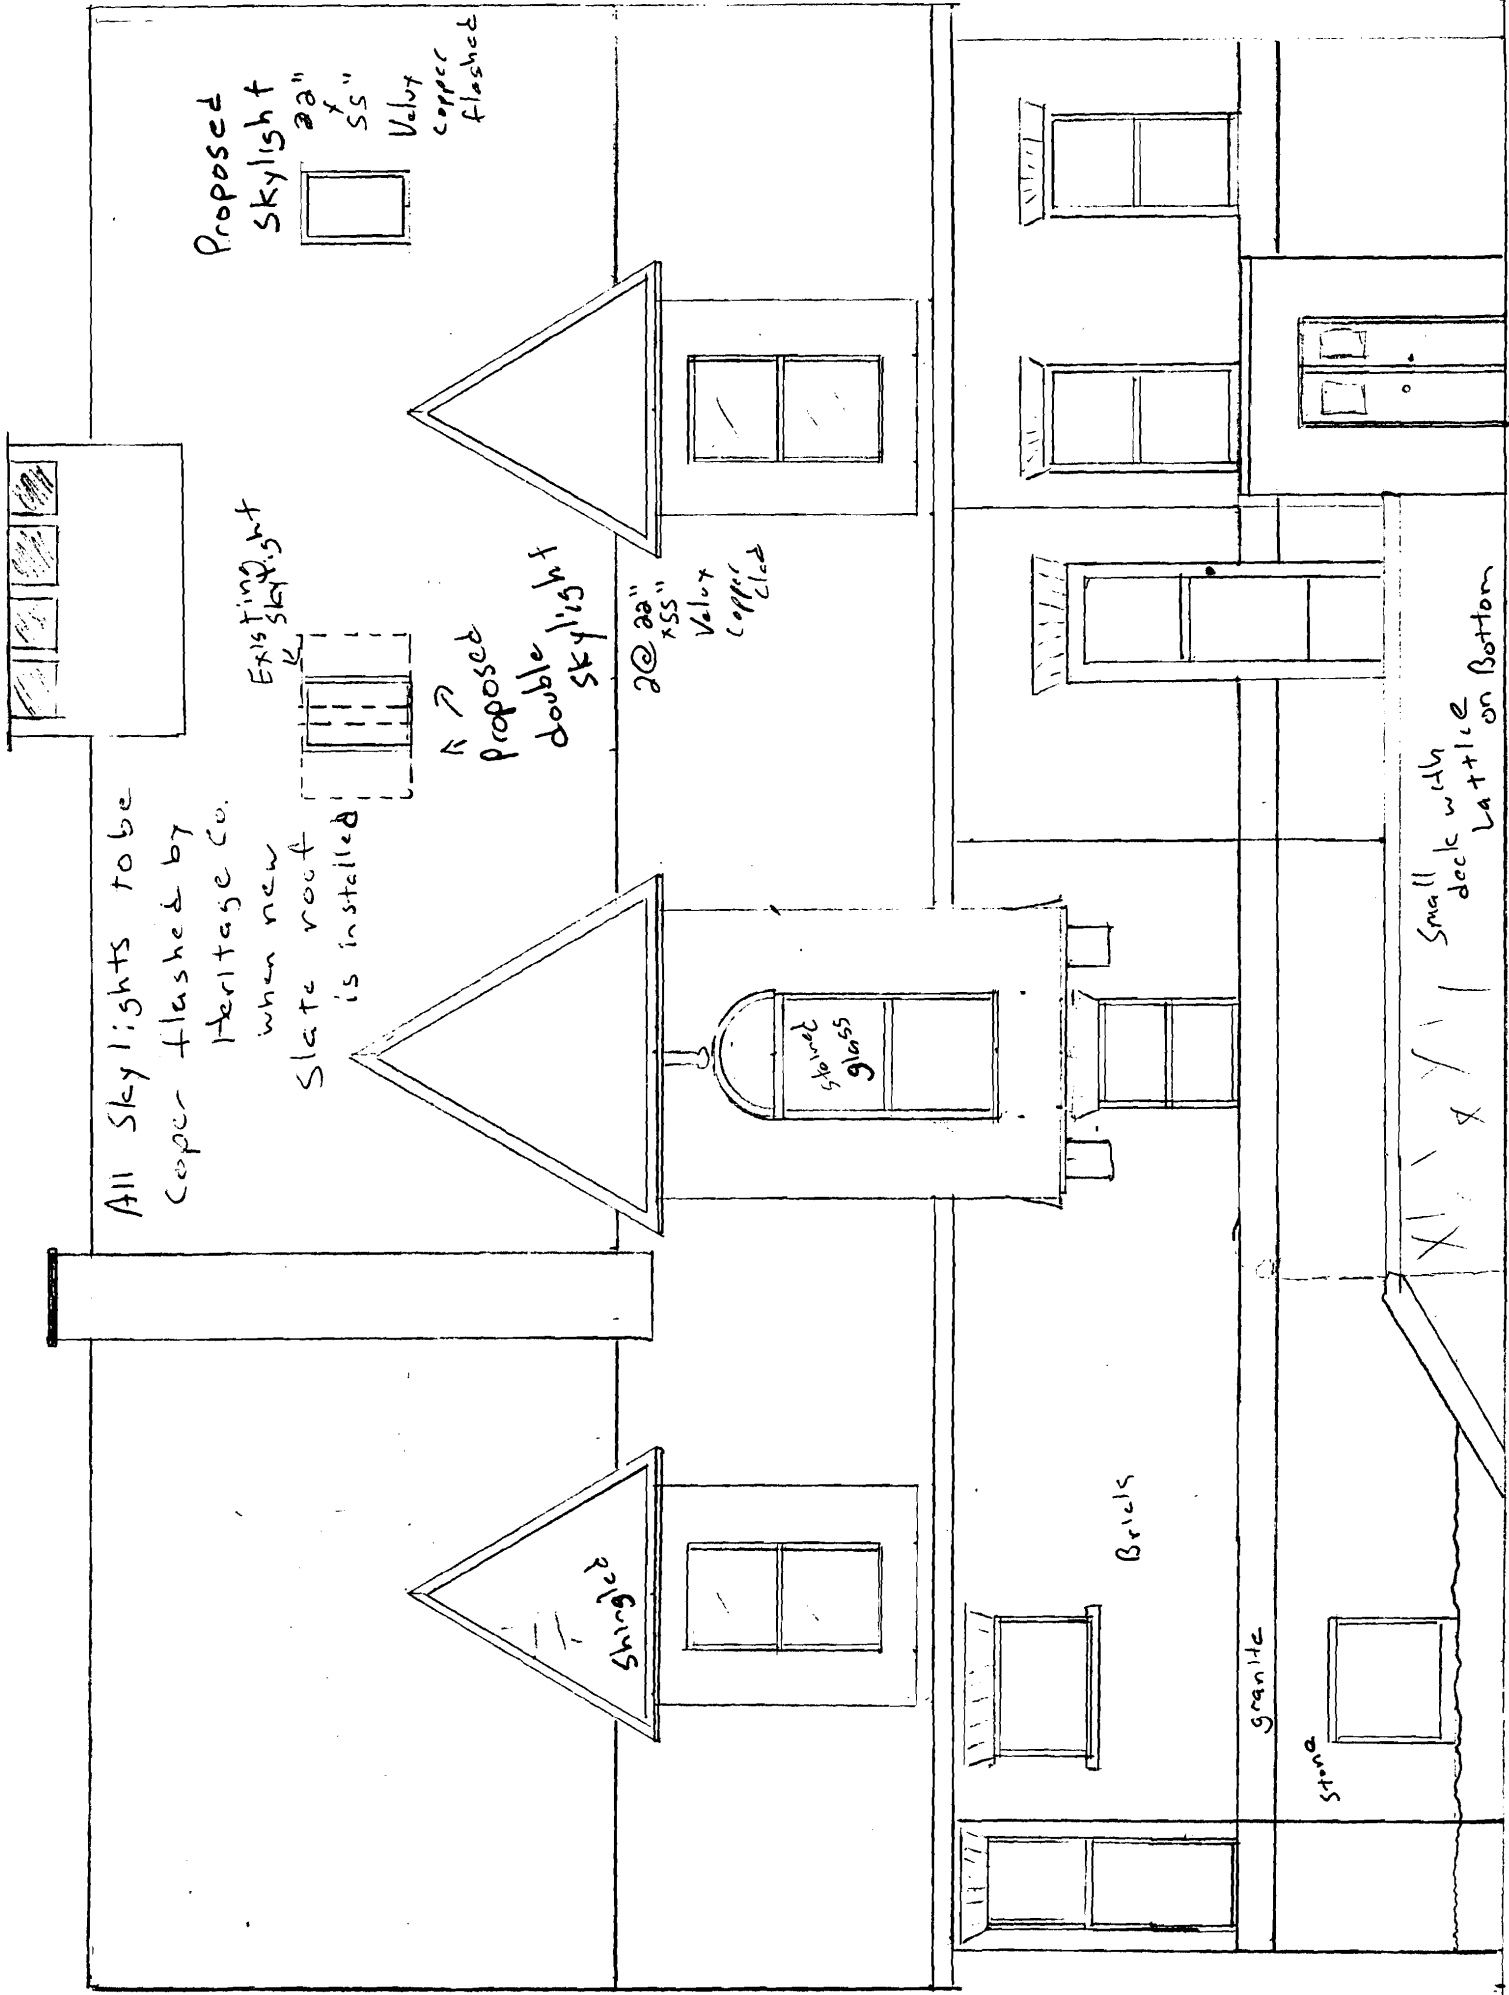 All Skylights to be
Coper flashed by
Heritage Co.
when new
Slate roof
is installed
Existing
Skylight
Proposed
double
skylight
2@ 22"
x55"
Velux
Copper
Clad
Proposed
skylight
22"
x
55"
Velux
copper
flashed
Shingled
stained
glass
Brick
granite
stone
Small with
deck Lattice
on Bottom